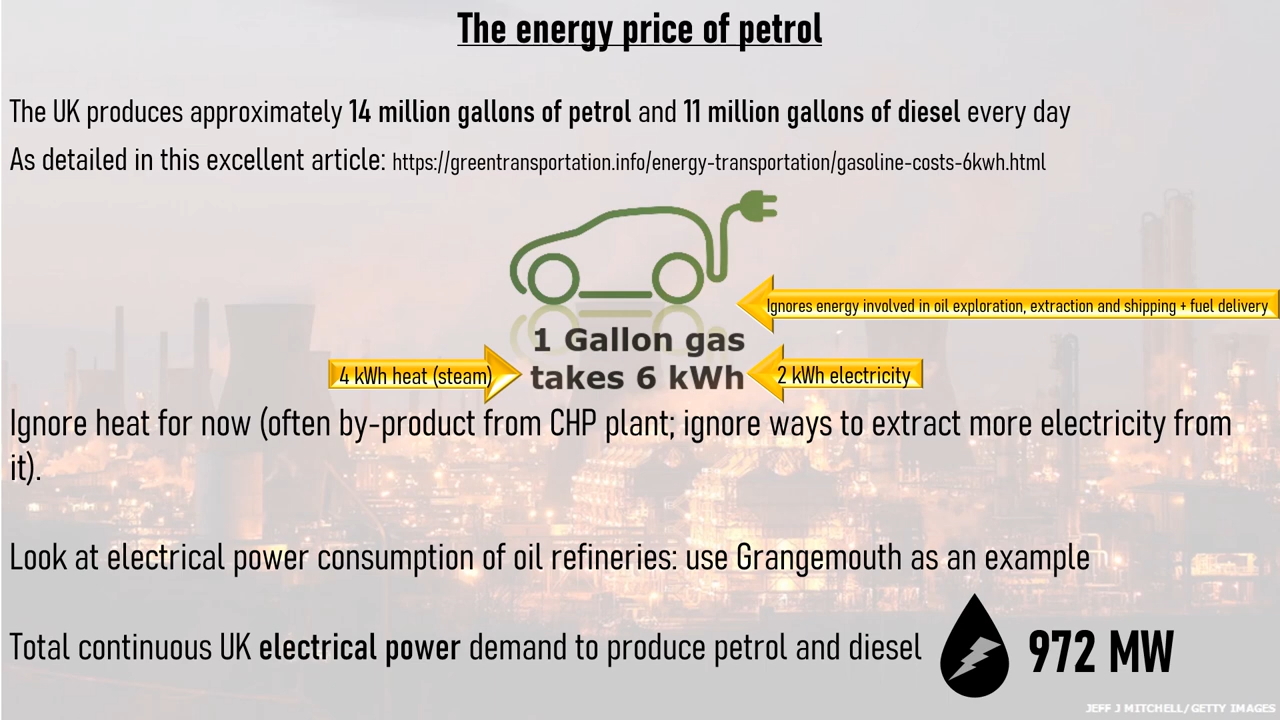 The energy price of petrol
The UK produces approximately 14 million gallons of petrol and 11 million gallons of diesel every day
As detailed in this excellent article: https://greentransportation.info/energy-transportation/gasoline-costs-6kwh.html
Ignores energy involved in oil exploration, extraction and shipping + fuel delivery
1 Gallon gas
takes 6 kWh
4 kWh heat (steam)
2 kWh electricity
Ignore heat for now (often by-product from CHP plant; ignore ways to extract more electricity from
it).
Look at electrical power consumption of oil refineries: use Grangemouth as an example
Total continuous UK electrical power demand to produce petrol and diesel
972 MW
JEFF J MITCHELL/GETTY IMAGES